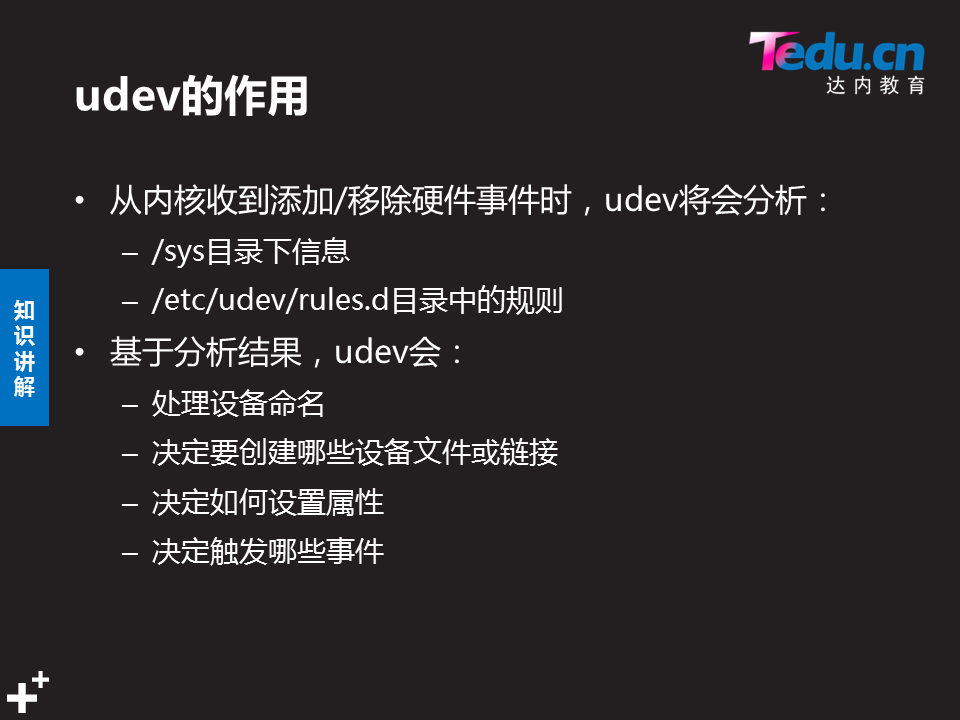 Tedu.cn
达内教育
udev的作用
• 从内核收到添加/移除硬件事件时，udev将会分析：
– /sys目录下信息
– /etc/udev/rules.d目录中的规则
• 基于分析结果，udev会：
– 处理设备命名
– 决定要创建哪些设备文件或链接
– 决定如何设置属性
– 决定触发哪些事件
知
识
讲
解